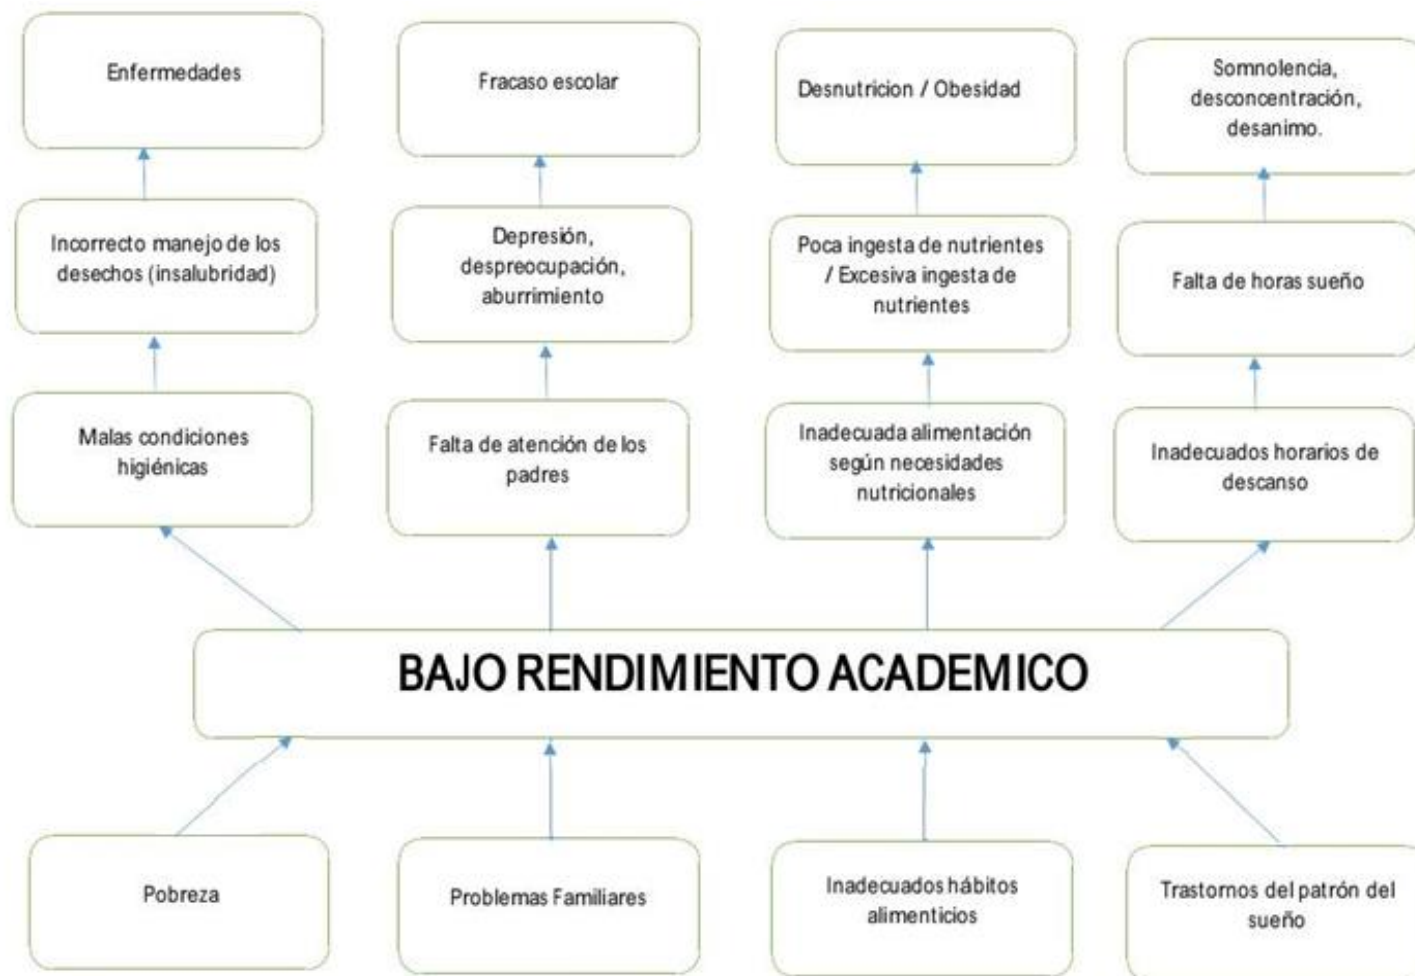 Enfermedades
Fracaso escolar
Desnutricion / Obesidad
Somnolencia,
desconcentración,
desanimo.
Incorrecto manejo de los
desechos (insalubridad)
Depresión,
despreocupación,
aburrimiento
Poca ingesta de nutrientes
/ Excesiva ingesta de
nutrientes
Falta de horas sueño
Malas condiciones
higiénicas
Falta de atención de los
padres
Inadecuada alimentación
según necesidades
nutricionales
Inadecuados horarios de
descanso
BAJO RENDIMIENTO ACADEMICO
Pobreza
Problemas Familiares
Inadecuados hábitos
alimenticios
Trastornos del patrón del
sueño